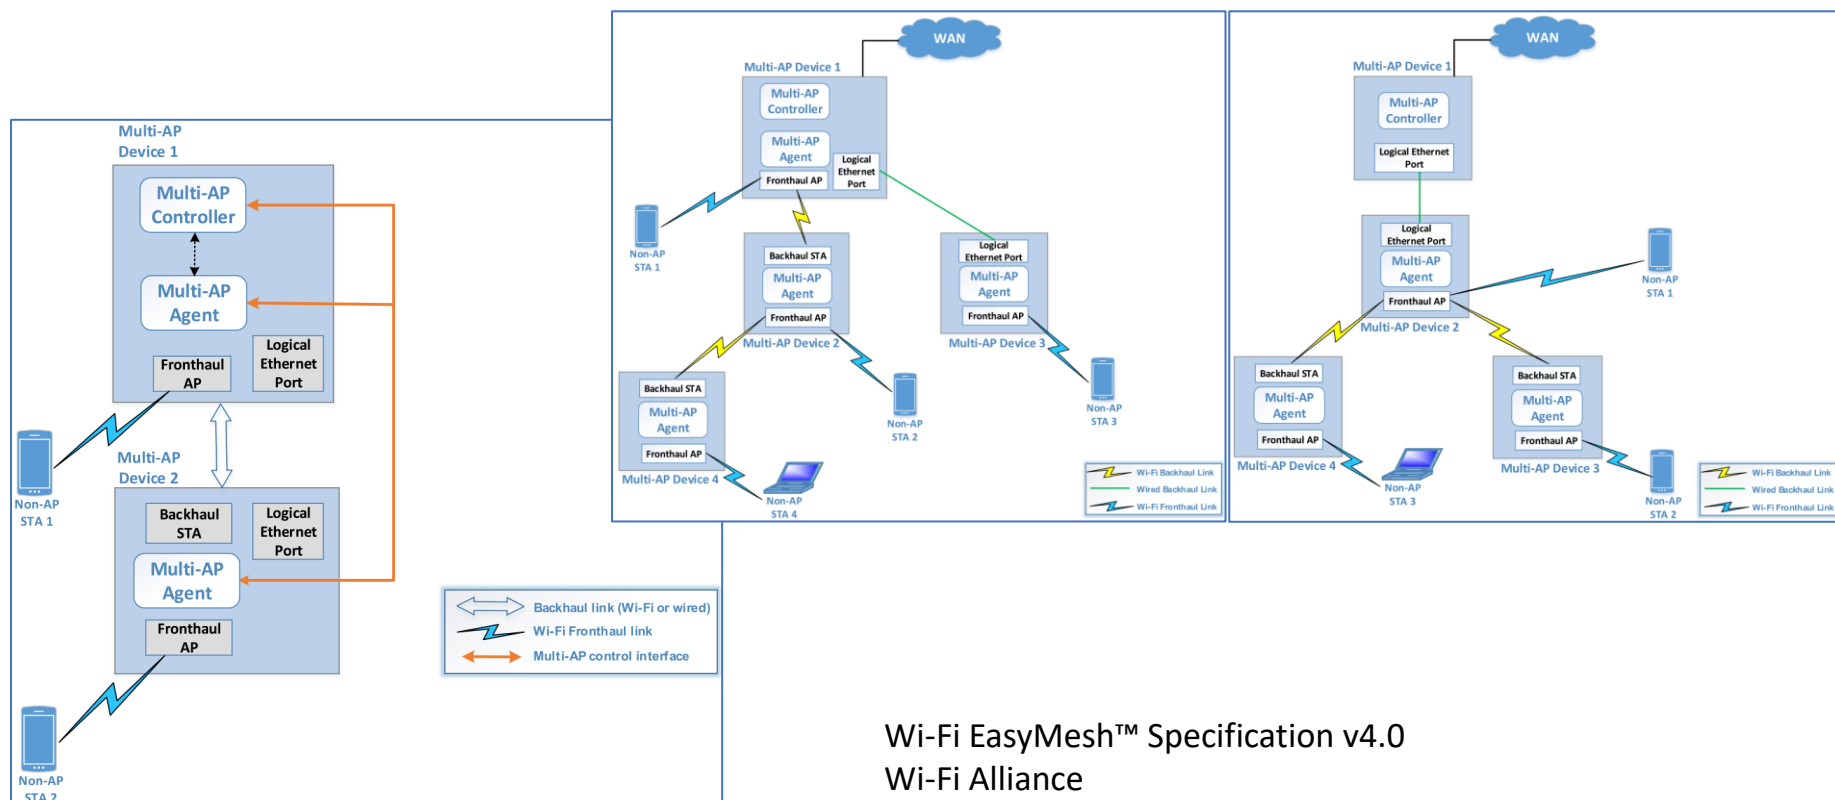 Multi-AP
Device 1
Multi-AP
Controller
Multi-AP
Agent
Fronthaul
AP
Logical
Ethernet
Port
Non-AP
STA 1
Multi-AP
Device 2
Backhaul
STA
Logical
Ethernet
Port
Multi-AP
Agent
Fronthaul
AP
Non-AP
STA 2
Backhaul link (Wi-Fi or wired)
Wi-Fi Fronthaul link
Multi-AP control interface
WAN
Multi-AP Device 1
Multi-AP
Controller
Multi-AP
Agent
Logical
Ethernet
Port
Fronthaul AP
Non-AP
STA 1
Backhaul STA
Multi-AP
Agent
Fronthaul AP
Multi-AP Device 2
Logical
Ethernet Port
Multi-AP
Agent
Fronthaul AP
Multi-AP Device 3
Non-AP
STA 2
Non-AP
STA 3
Backhaul STA
Multi-AP
Agent
Fronthaul AP
Multi-AP Device 4
Non-AP
STA 4
Wi-Fi Backhaul Link
Wired Backhaul Link
Wi-Fi Fronthaul Link
WAN
Multi-AP Device 1
Multi-AP
Controller
Logical Ethernet
Port
Logical
Ethernet Port
Multi-AP
Agent
Fronthaul AP
Multi-AP Device 2
Non-AP
STA 1
Backhaul STA
Multi-AP
Agent
Fronthaul AP
Multi-AP Device 4
Non-AP
STA 3
Backhaul STA
Multi-AP
Agent
Fronthaul AP
Multi-AP Device 3
Non-AP
STA 2
Wi-Fi Backhaul Link
Wired Backhaul Link
Wi-Fi Fronthaul Link
Wi-Fi EasyMesh™ Specification v4.0
Wi-Fi Alliance